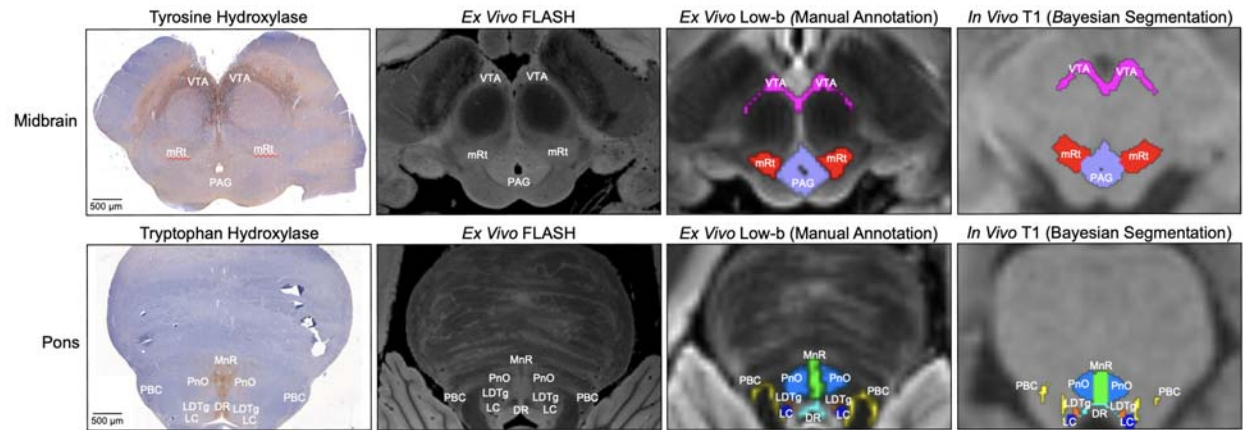 Tyrosine Hydroxylase
Ex Vivo FLASH
Ex Vivo Low-b (Manual Annotation)
In Vivo T1 (Bayesian Segmentation)
Midbrain
VTA VTA
mRt mRt
PAG
500 µm
VTA VTA
mRt mRt
PAG
VTA VTA
mRt mRt
PAG
VTA VTA
mRt mRt
PAG
Tryptophan Hydroxylase
Ex Vivo FLASH
Ex Vivo Low-b (Manual Annotation)
In Vivo T1 (Bayesian Segmentation)
Pons
MnR
PnO PnO
PBC PBC
LDTg DR LDTg
LC LC
500 µm
MnR
PnO PnO
PBC PBC
LDTg LDTg
LC DR LC
MnR
PBC PnO PnO PBC
LDTg LDTg
LC LC
DR
MnR
PBC PnO PnO PBC
LDTg LDTg
DR
LC LC